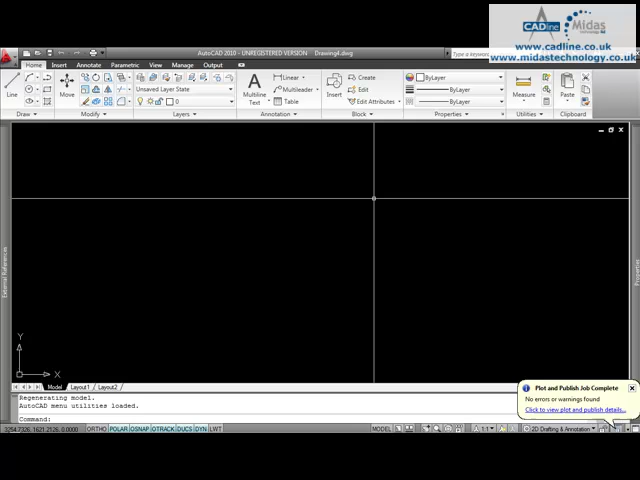 CADline Midas
technology
www.cadline.co.uk
www.midastechnology.co.uk
AutoCAD 2010 - UNREGISTERED VERSION Drawing4.dwg
Home Insert Annotate Parametric View Manage Output
Line Move Multiline Text Linear Multileader Table Insert Create Edit Edit Attributes ByLayer ByLayer ByLayer Measure Paste
Unsaved Layer State
0
Draw Modify Layers Annotation Block Properties Utilities Clipboard
External References
Properties
Y
X
Model Layout1 Layout2
Regenerating model.
AutoCAD menu utilities loaded.
Command:
Plot and Publish Job Complete
No errors or warnings found
Click to view plot and publish details...
ORTHO POLAR OSNAP OTRACK DUCS DYN LWT MODEL 1:1 2D Drafting & Annotation